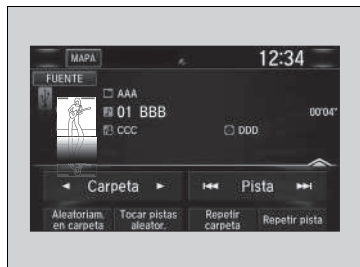 MAPA
12:34
FUENTE
AAA
01 BBB
00'04"
CCC
DDD
Carpeta
Pista
Aleatoriam. en carpeta
Tocar pistas aleator.
Repetir carpeta
Repetir pista